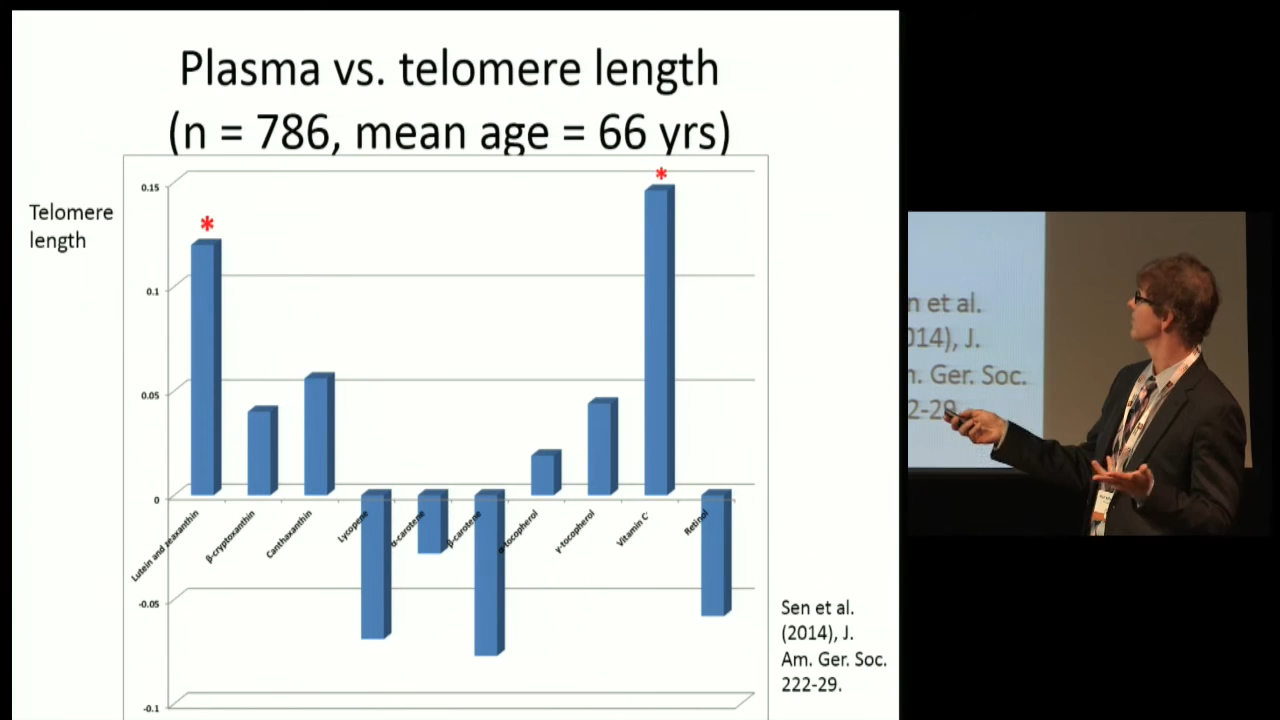 Plasma vs. telomere length
(n = 786, mean age = 66 yrs)
Telomere
length
0.15
0.1
0.05
0
-0.05
-0.1
*
*
Lutein and zeaxanthin
β-cryptoxanthin
Canthaxanthin
Lycopene
α-carotene
β-carotene
α-tocopherol
γ-tocopherol
Vitamin C
Retinol
Sen et al.
(2014), J.
Am. Ger. Soc.
222-29.
n et al.
014), J.
. Ger. Soc.
2-29.